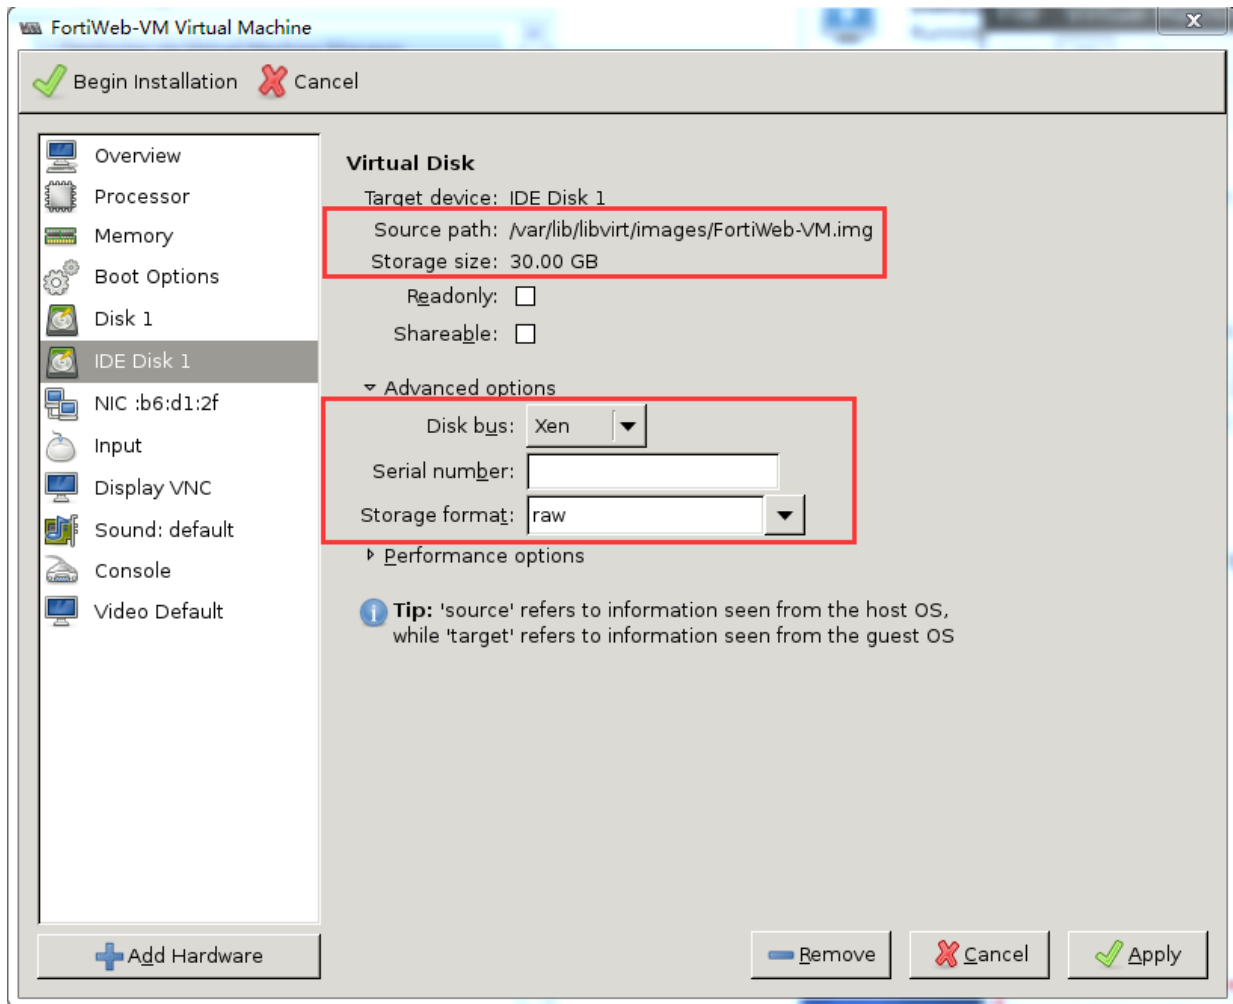 FortiWeb-VM Virtual Machine
X
Begin Installation Cancel
Overview
Processor
Memory
Boot Options
Disk 1
IDE Disk 1
NIC :b6:d1:2f
Input
Display VNC
Sound: default
Console
Video Default
Add Hardware
Virtual Disk
Target device: IDE Disk 1
Source path: /var/lib/libvirt/images/FortiWeb-VM.img
Storage size: 30.00 GB
Readonly:
Shareable:
Advanced options
Disk bus: Xen
Serial number:
Storage format: raw
Performance options
Tip: 'source' refers to information seen from the host OS,
while 'target' refers to information seen from the guest OS
Remove Cancel Apply